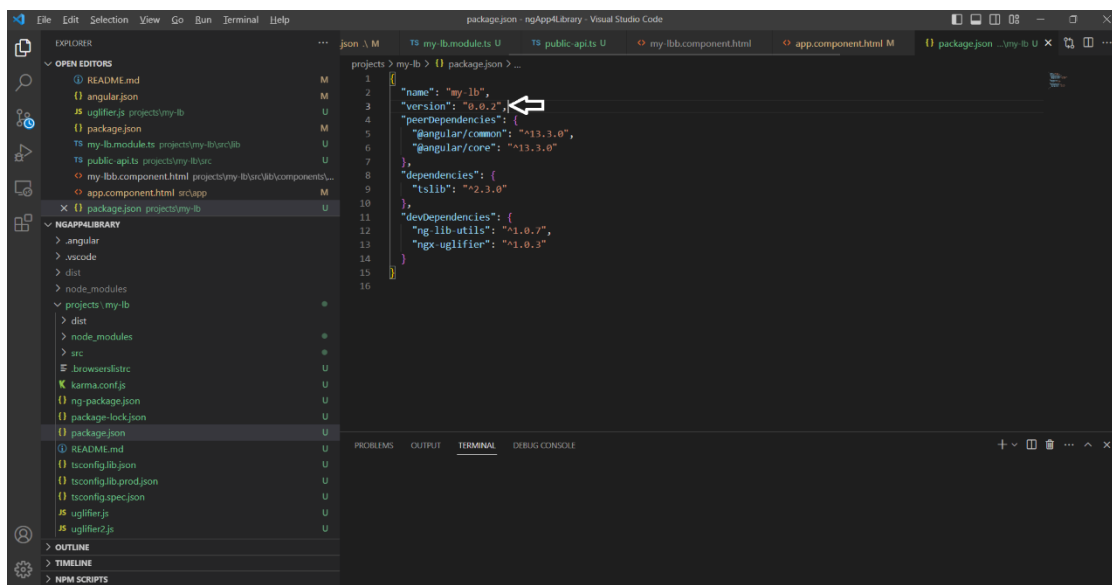 File Edit Selection View Go Run Terminal Help
package.json - ngApp4Library - Visual Studio Code
EXPLORER
OPEN EDITORS
README.md M
angular.json M
JS uglifier.js projects\my-lb U
package.json M
TS my-lb.module.ts projects\my-lb\src\lib U
TS public-api.ts projects\my-lb\src U
my-lbb.component.html projects\my-lb\src\lib\components\...
app.component.html src\app M
package.json projects\my-lb U
NGAPP4LIBRARY
.angular
.vscode
dist
node_modules
projects \ my-lb
dist
node_modules
src
.browserslistrc U
karma.conf.js U
ng-package.json U
package-lock.json U
package.json U
README.md U
tsconfig.lib.json U
tsconfig.lib.prod.json U
tsconfig.spec.json U
JS uglifier.js U
JS uglifier2.js U
OUTLINE
TIMELINE
NPM SCRIPTS
json .\ M
TS my-lb.module.ts U
TS public-api.ts U
my-lbb.component.html
app.component.html M
{} package.json ...\my-lb U
projects > my-lb > {} package.json > ...
1 {
2 "name": "my-lb",
3 "version": "0.0.2",
4 "peerDependencies": {
5 "@angular/common": "^13.3.0",
6 "@angular/core": "^13.3.0"
7 },
8 "dependencies": {
9 "tslib": "^2.3.0"
10 },
11 "devDependencies": {
12 "ng-lib-utils": "^1.0.7",
13 "ngx-uglifier": "^1.0.3"
14 }
15 }
16
PROBLEMS OUTPUT TERMINAL DEBUG CONSOLE